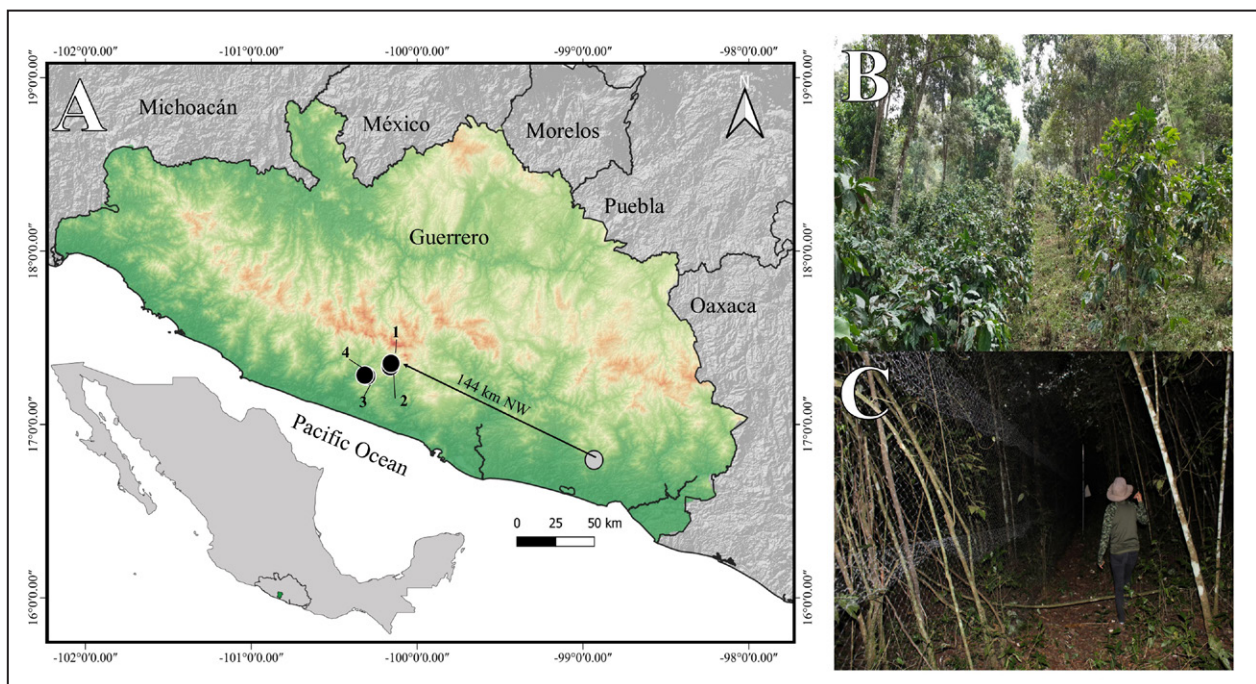 -102°0′0.00″ -101°0′0.00″ -100°0′0.00″ -99°0′0.00″ -98°0′0.00″
19°0′0.00″
18°0′0.00″
17°0′0.00″
16°0′0.00″
A
Michoacán
México
Morelos
Puebla
Guerrero
Oaxaca
N
1
4
3
2
144 km NW
Pacific Ocean
0 25 50 km
19°0′0.00″
18°0′0.00″
17°0′0.00″
16°0′0.00″
-102°0′0.00″ -101°0′0.00″ -100°0′0.00″ -99°0′0.00″ -98°0′0.00″
B
C